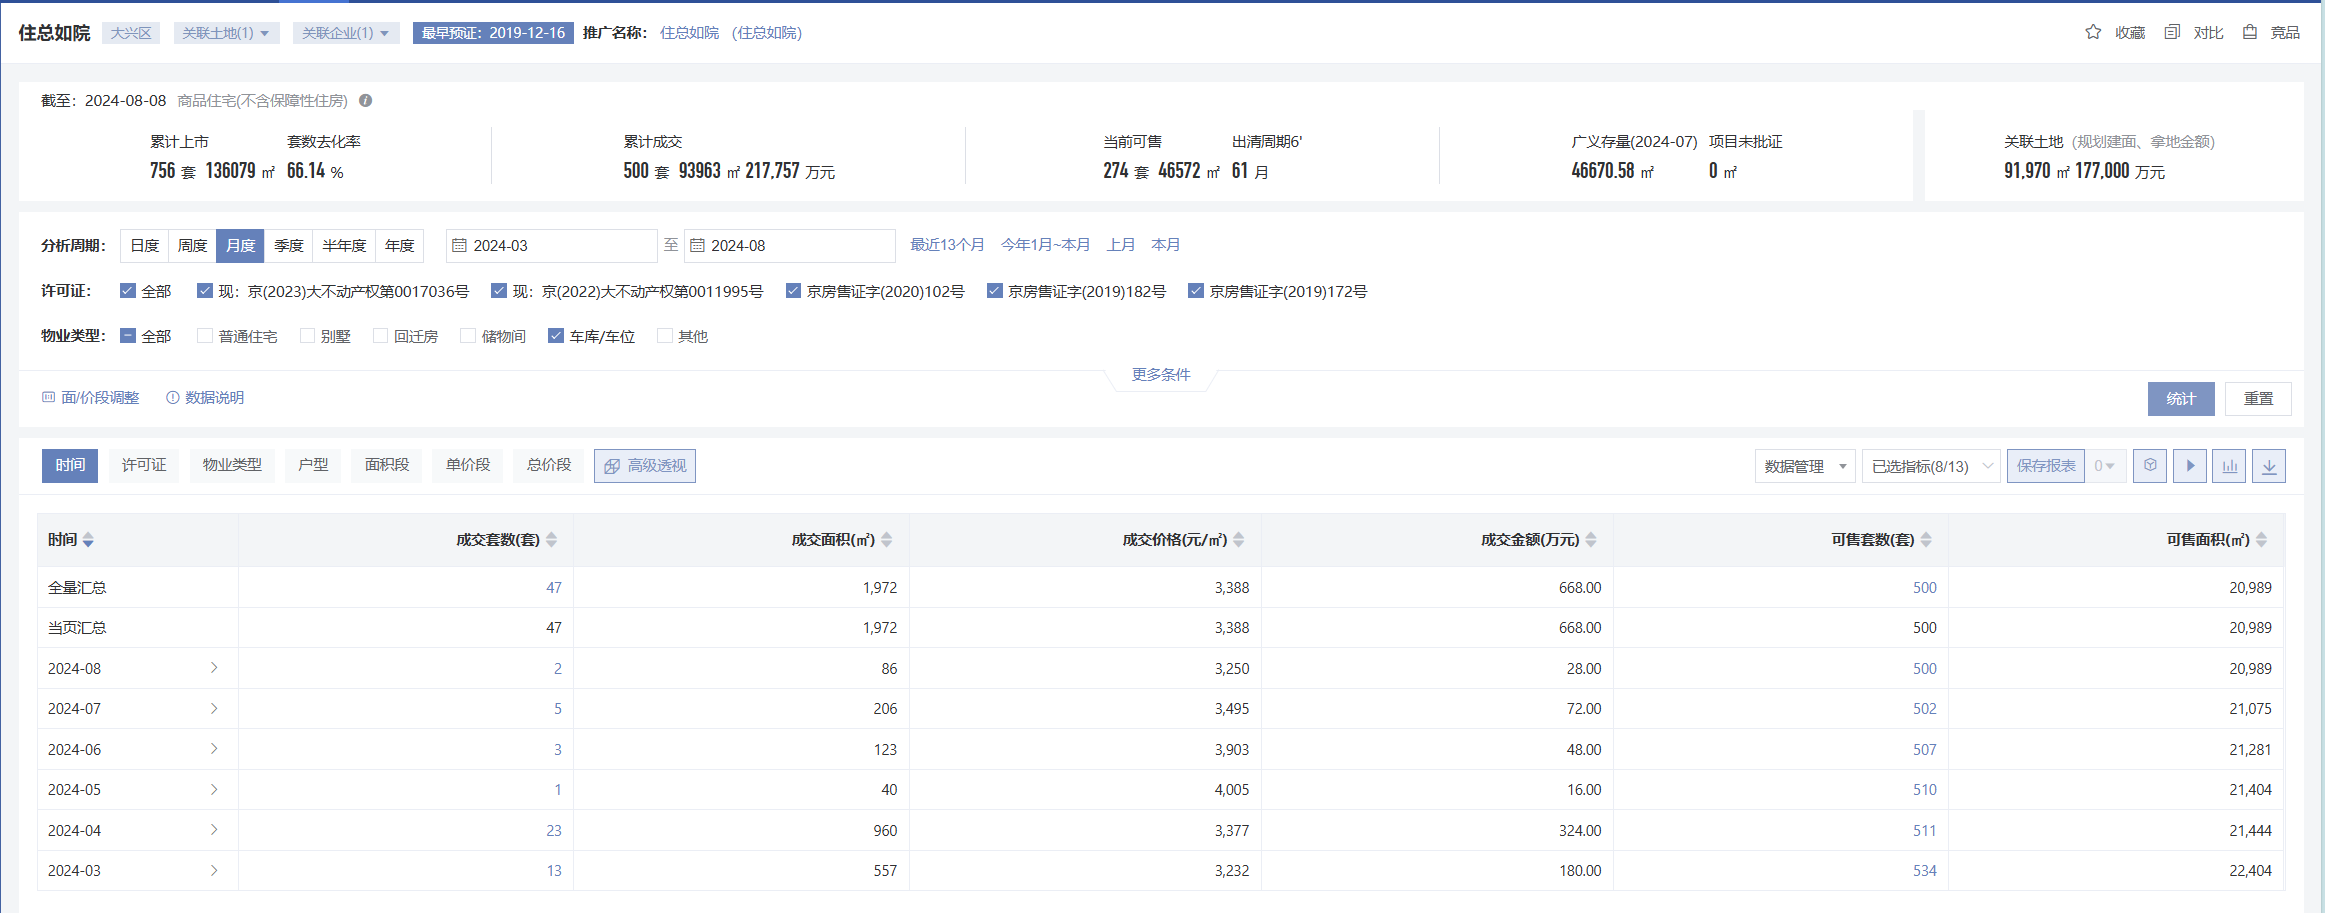 住总如院 大兴区 关联土地(1) 关联企业(1) 最早预证：2019-12-16 推广名称： 住总如院 (住总如院) 收藏 对比 竞品
截至：2024-08-08 商品住宅(不含保障性住房)
累计上市 套数去化率 累计成交 当前可售 出清周期6' 广义存量(2024-07) 项目未批证 关联土地 (规划建面、拿地金额)
756 套 136079 ㎡ 66.14 % 500 套 93963 ㎡ 217,757 万元 274 套 46572 ㎡ 61 月 46670.58 ㎡ 0 ㎡ 91,970 ㎡ 177,000 万元
分析周期： 日度 周度 月度 季度 半年度 年度 2024-03 至 2024-08 最近13个月 今年1月~本月 上月 本月
许可证： 全部 现：京(2023)大不动产权第0017036号 现：京(2022)大不动产权第0011995号 京房售证字(2020)102号 京房售证字(2019)182号 京房售证字(2019)172号
物业类型： 全部 普通住宅 别墅 回迁房 储物间 车库/车位 其他
更多条件
面/价段调整 数据说明 统计 重置
时间 许可证 物业类型 户型 面积段 单价段 总价段 高级透视 数据管理 已选指标(8/13) 保存报表 0
时间 成交套数(套) 成交面积(㎡) 成交价格(元/㎡) 成交金额(万元) 可售套数(套) 可售面积(㎡)
全量汇总 47 1,972 3,388 668.00 500 20,989
当页汇总 47 1,972 3,388 668.00 500 20,989
2024-08 2 86 3,250 28.00 500 20,989
2024-07 5 206 3,495 72.00 502 21,075
2024-06 3 123 3,903 48.00 507 21,281
2024-05 1 40 4,005 16.00 510 21,404
2024-04 23 960 3,377 324.00 511 21,444
2024-03 13 557 3,232 180.00 534 22,404